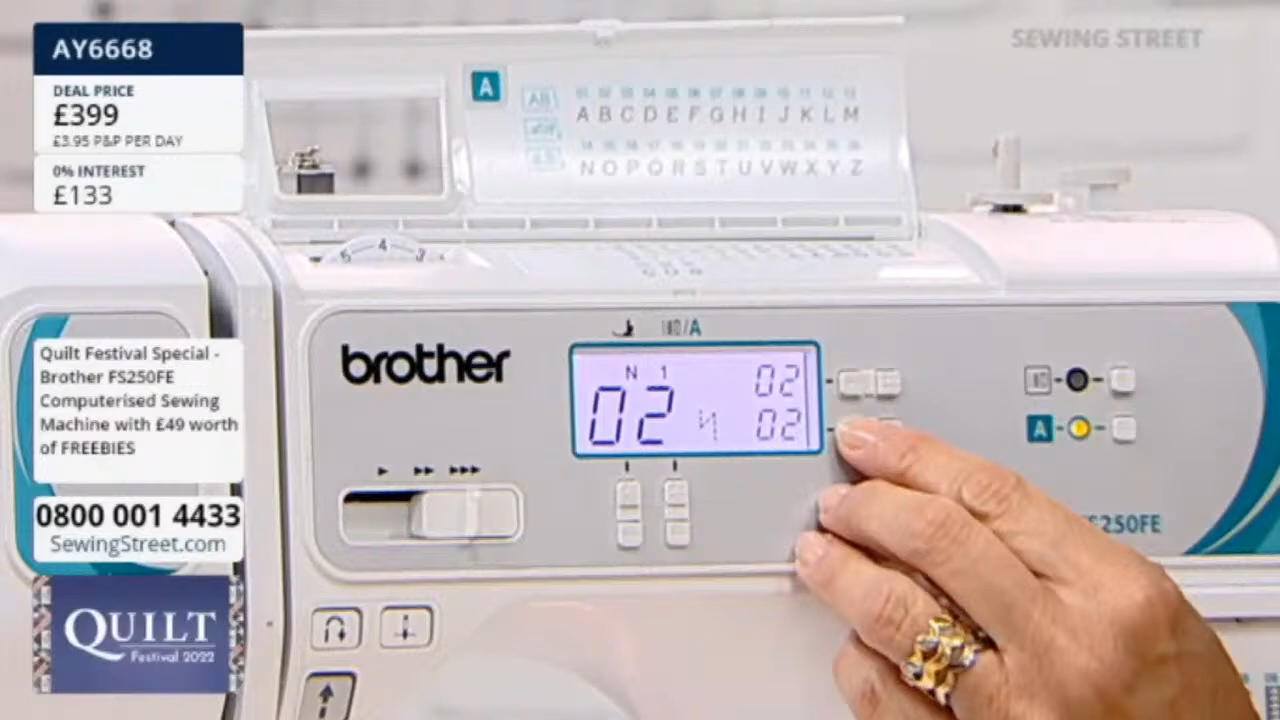 AY6668
DEAL PRICE
£399
£3.95 P&P PER DAY
0% INTEREST
£133
Quilt Festival Special -
Brother FS250FE
Computerised Sewing
Machine with £49 worth
of FREEBIES
0800 001 4433
SewingStreet.com
QUILT
Festival 2022
SEWING STREET
A
A B C D E F G H I J K L M
N O P Q R S T U V W X Y Z
4
brother
/A
N 1
02
02
02
A
FS250FE